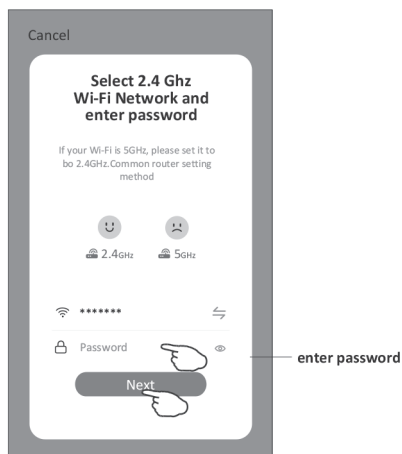 Cancel
Select 2.4 Ghz
Wi-Fi Network and
enter password
If your Wi-Fi is 5GHz, please set it to
bo 2.4GHz.Common router setting
method
2.4GHz 5GHz
*******
Password
enter password
Next